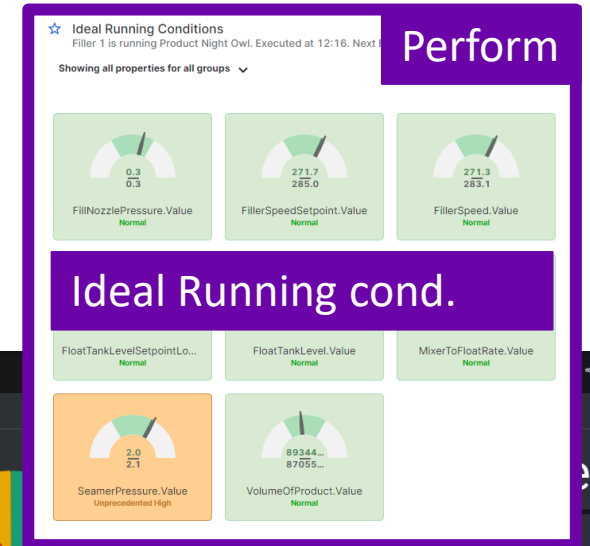 Ideal Running Conditions
Perform
Filler 1 is running Product Night Owl. Executed at 12:16. Next
Showing all properties for all groups
0.3
0.3
271.7
285.0
271.3
283.1
FillNozzlePressure.Value
FillerSpeedSetpoint.Value
FillerSpeed.Value
Normal
Normal
Normal
Ideal Running cond.
FloatTankLevelSetpointLo...
FloatTankLevel.Value
MixerToFloatRate.Value
Normal
Normal
Normal
2.0
2.1
89344...
87055...
SeamerPressure.Value
VolumeOfProduct.Value
Unprecedented High
Normal